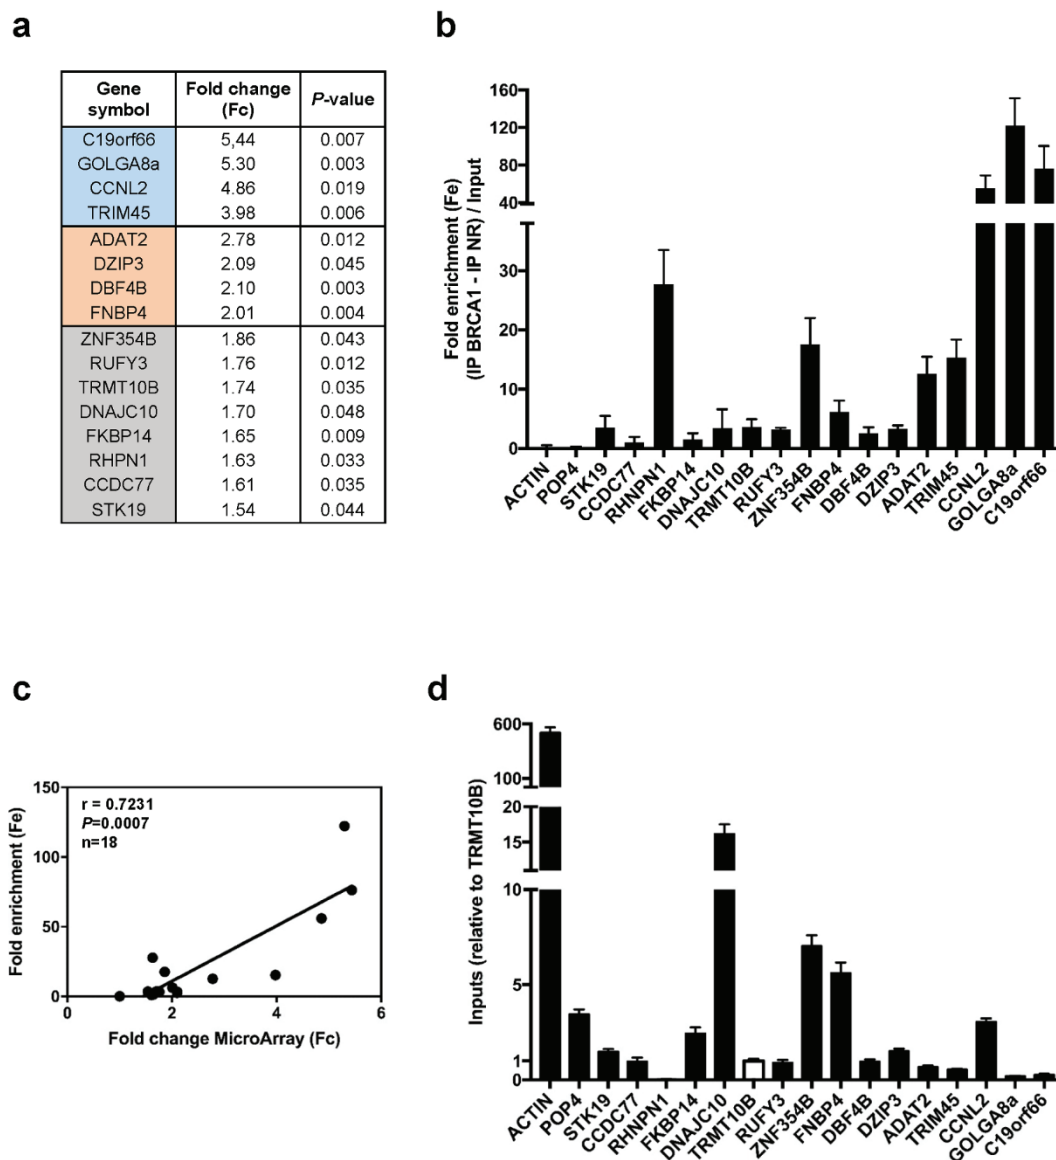 a
Gene symbol Fold change (Fc) P-value
C19orf66 5,44 0.007
GOLGA8a 5.30 0.003
CCNL2 4.86 0.019
TRIM45 3.98 0.006
ADAT2 2.78 0.012
DZIP3 2.09 0.045
DBF4B 2.10 0.003
FNBP4 2.01 0.004
ZNF354B 1.86 0.043
RUFY3 1.76 0.012
TRMT10B 1.74 0.035
DNAJC10 1.70 0.048
FKBP14 1.65 0.009
RHPN1 1.63 0.033
CCDC77 1.61 0.035
STK19 1.54 0.044
b
Fold enrichment (Fe)
(IP BRCA1 - IP NR) / Input
160
120
80
40
30
20
10
0
ACTIN POP4 STK19 CCDC77 RHNPN1 FKBP14 DNAJC10 TRMT10B RUFY3 ZNF354B FNBP4 DBF4B DZIP3 ADAT2 TRIM45 CCNL2 GOLGA8a C19orf66
c
Fold enrichment (Fe)
150
100
50
0
r = 0.7231
P=0.0007
n=18
0 2 4 6
Fold change MicroArray (Fc)
d
Inputs (relative to TRMT10B)
600
100
20
15
10
5
1
0
ACTIN POP4 STK19 CCDC77 RHNPN1 FKBP14 DNAJC10 TRMT10B RUFY3 ZNF354B FNBP4 DBF4B DZIP3 ADAT2 TRIM45 CCNL2 GOLGA8a C19orf66